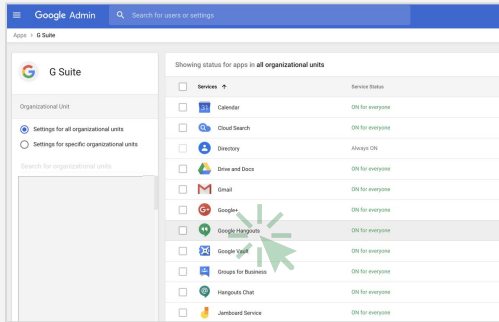 Google Admin
Search for users or settings
Apps > G Suite
G Suite
Organizational Unit
Settings for all organizational units
Settings for specific organizational units
Search for organizational units
Showing status for apps in all organizational units
Services ↑ Service Status
31 Calendar ON for everyone
Cloud Search ON for everyone
Directory Always ON
Drive and Docs ON for everyone
Gmail ON for everyone
G+ Google+ ON for everyone
Google Hangouts ON for everyone
Google Vault ON for everyone
Groups for Business ON for everyone
@ Hangouts Chat ON for everyone
Jamboard Service ON for everyone